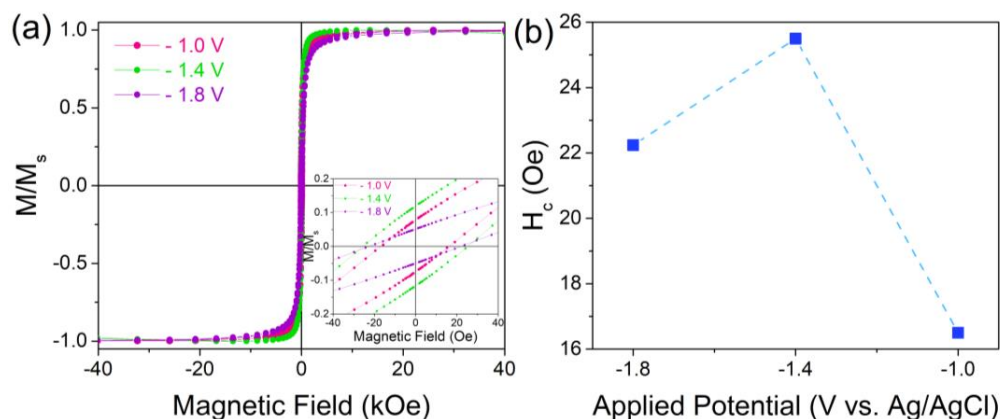 (a)
- 1.0 V
- 1.4 V
- 1.8 V
1.0
0.5
0.0
-0.5
-1.0
M/Ms
-40
-20
0
20
40
Magnetic Field (kOe)
0.2
0.1
0.0
-0.1
-0.2
M/Ms
- 1.0 V
- 1.4 V
- 1.8 V
-40
-20
0
20
40
Magnetic Field (Oe)
(b)
26
24
22
20
18
16
Hc (Oe)
-1.8
-1.4
-1.0
Applied Potential (V vs. Ag/AgCl)